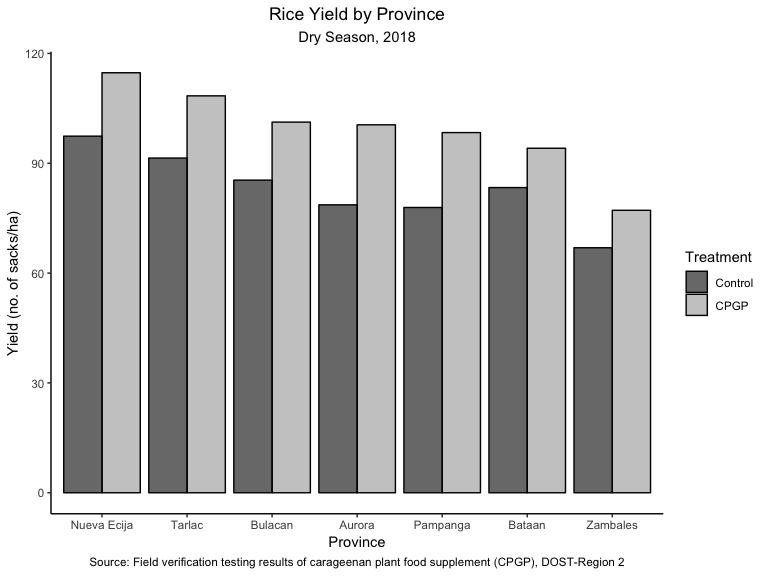 Rice Yield by Province
Dry Season, 2018
120
90
60
30
0
Yield (no. of sacks/ha)
Nueva Ecija Tarlac Bulacan Aurora Pampanga Bataan Zambales
Province
Treatment
Control
CPGP
Source: Field verification testing results of carageenan plant food supplement (CPGP), DOST-Region 2